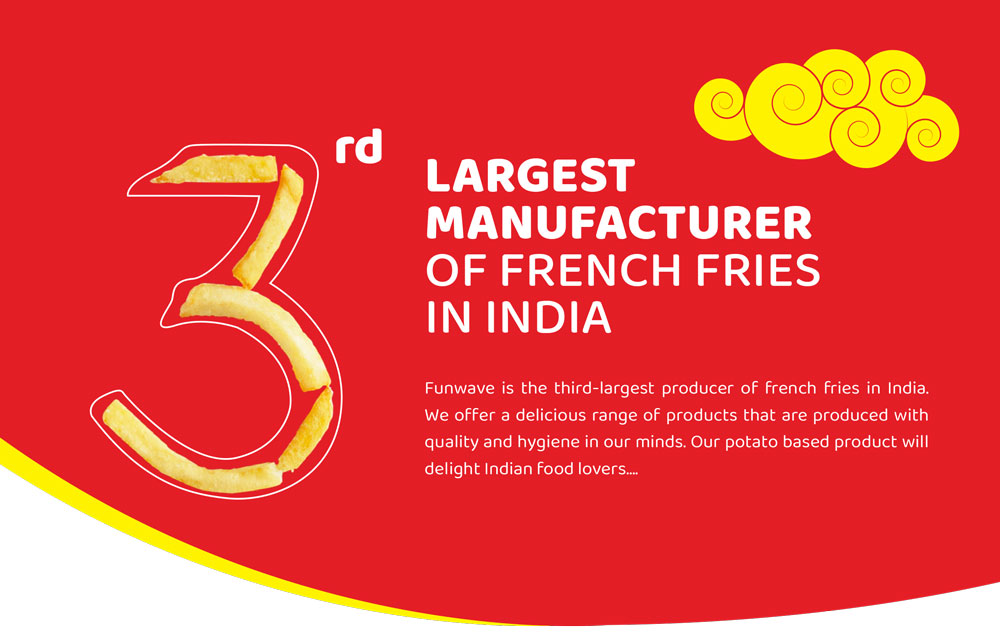 3rd
LARGEST
MANUFACTURER
OF FRENCH FRIES
IN INDIA
Funwave is the third-largest producer of french fries in India.
We offer a delicious range of products that are produced with
quality and hygiene in our minds. Our potato based product will
delight Indian food lovers....